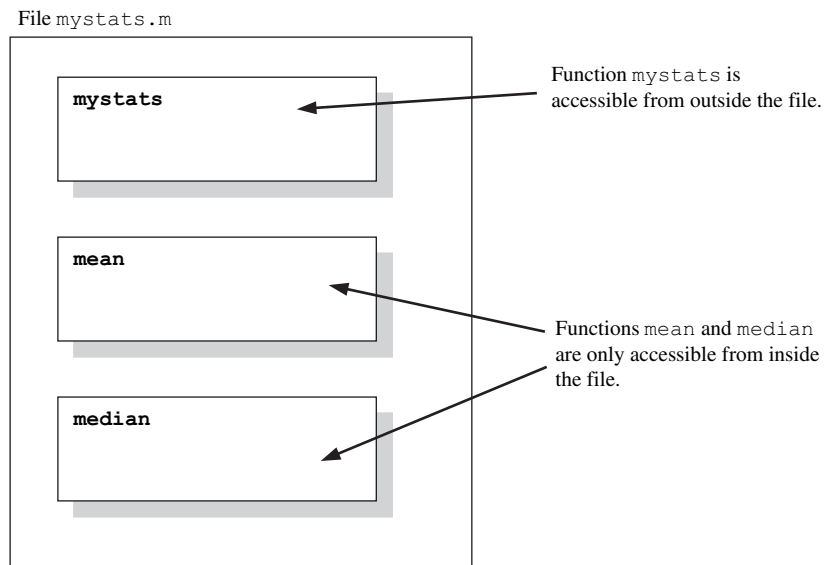 File mystats.m
mystats
Function mystats is
accessible from outside the file.
mean
Functions mean and median
are only accessible from inside
the file.
median